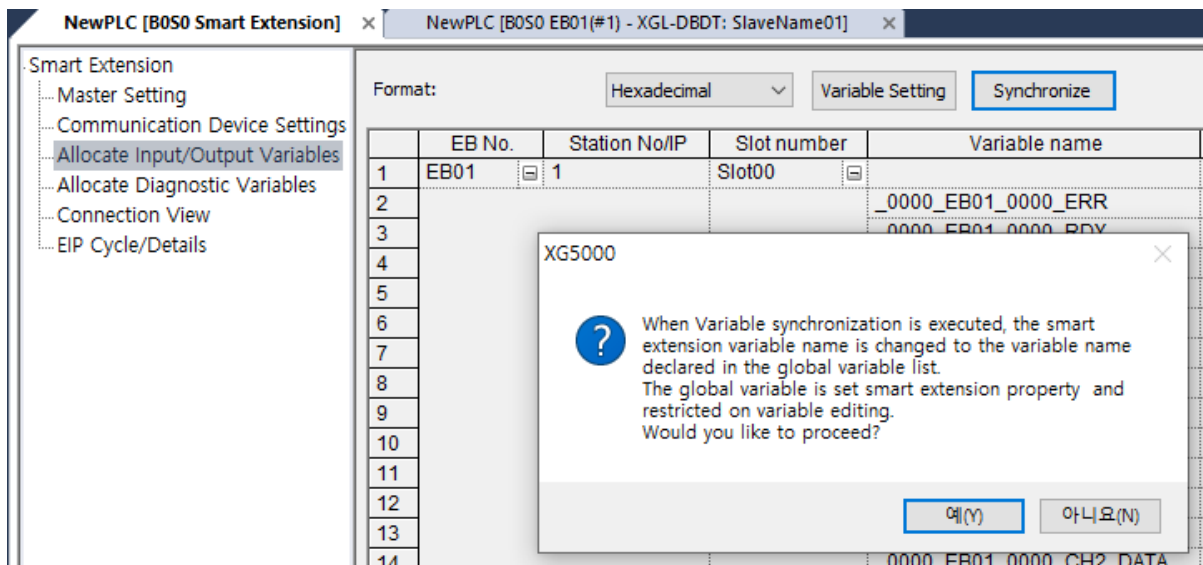 NewPLC [B0S0 Smart Extension]
NewPLC [B0S0 EB01(#1) - XGL-DBDT: SlaveName01]
Smart Extension
Master Setting
Communication Device Settings
Allocate Input/Output Variables
Allocate Diagnostic Variables
Connection View
EIP Cycle/Details
Format:
Hexadecimal
Variable Setting
Synchronize
EB No.
Station No/IP
Slot number
Variable name
1
EB01
1
Slot00
2
_0000_EB01_0000_ERR
3
_0000_EB01_0000_RDY
4
5
6
7
8
9
10
11
12
13
14
_0000_EB01_0000_CH2_DATA
XG5000
When Variable synchronization is executed, the smart
extension variable name is changed to the variable name
declared in the global variable list.
The global variable is set smart extension property and
restricted on variable editing.
Would you like to proceed?
예(Y)
아니요(N)